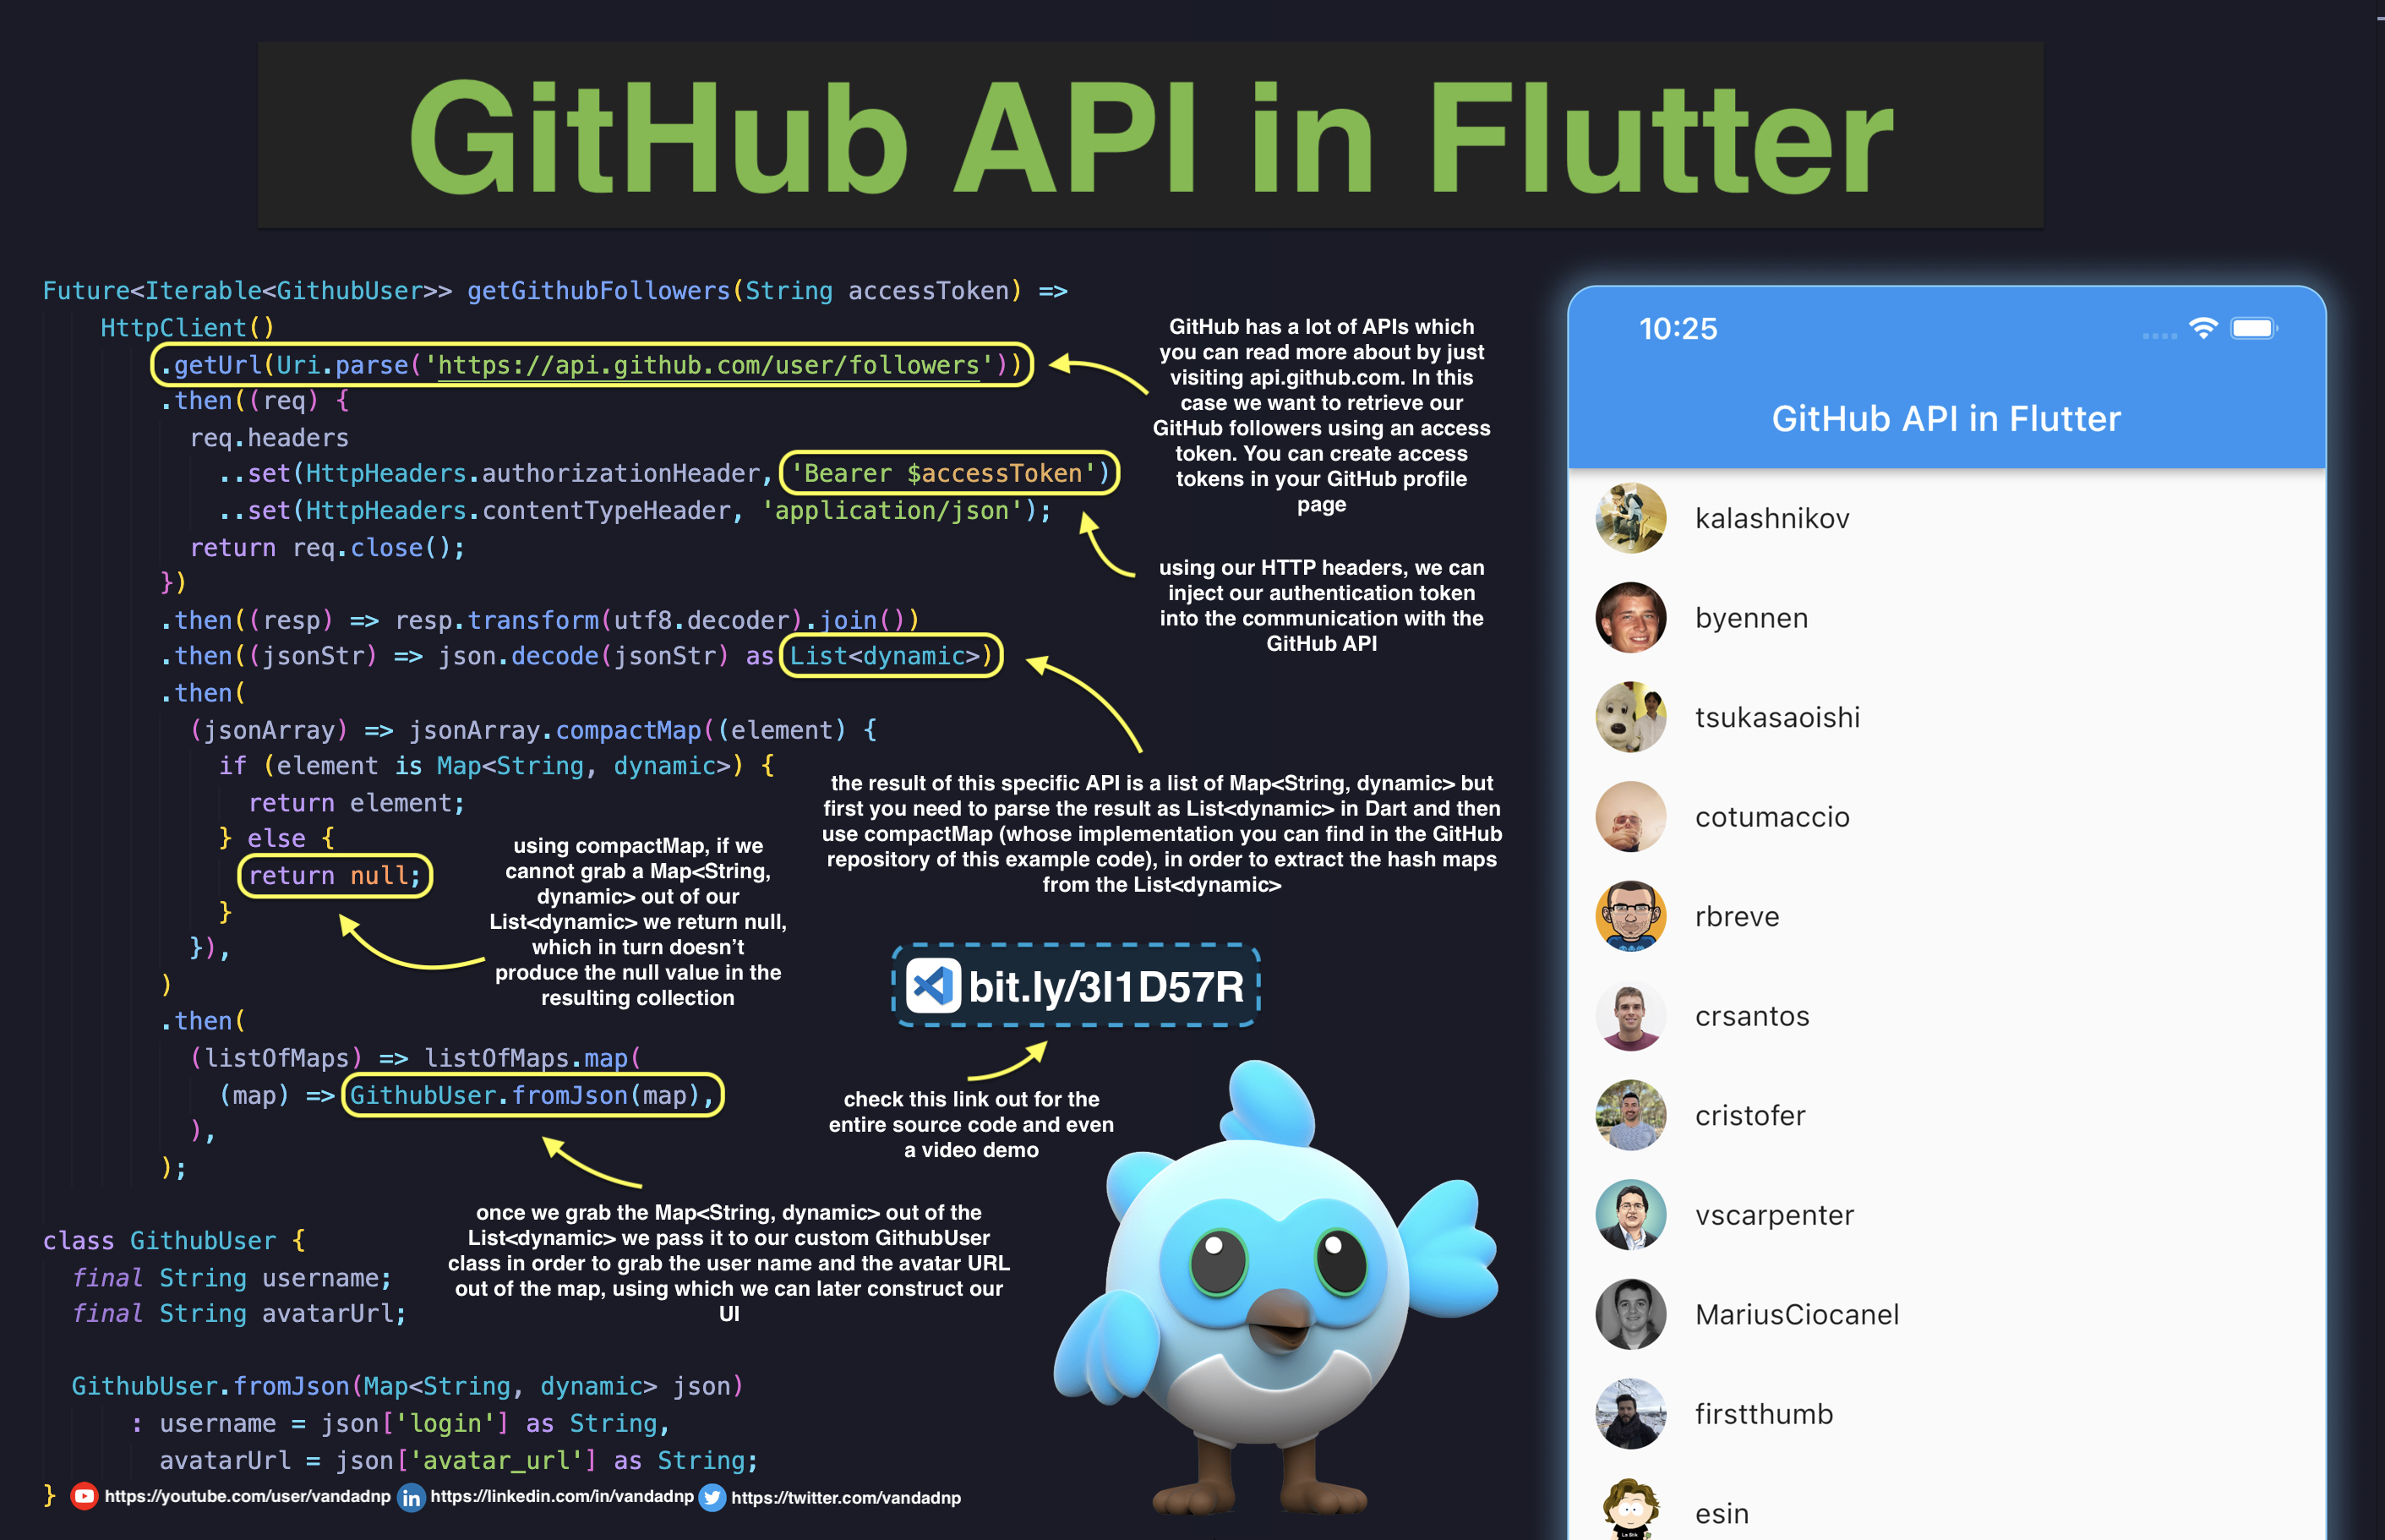 GitHub API in Flutter
Future<Iterable<GithubUser>> getGithubFollowers(String accessToken) =>
HttpClient()
.getUrl(Uri.parse('https://api.github.com/user/followers'))
.then((req) {
req.headers
..set(HttpHeaders.authorizationHeader, 'Bearer $accessToken')
..set(HttpHeaders.contentTypeHeader, 'application/json');
return req.close();
})
.then((resp) => resp.transform(utf8.decoder).join())
.then((jsonStr) => json.decode(jsonStr) as List<dynamic>)
.then(
(jsonArray) => jsonArray.compactMap((element) {
if (element is Map<String, dynamic>) {
return element;
} else {
return null;
}
}),
)
.then(
(listOfMaps) => listOfMaps.map(
(map) => GithubUser.fromJson(map),
),
);
class GithubUser {
final String username;
final String avatarUrl;
GithubUser.fromJson(Map<String, dynamic> json)
: username = json['login'] as String,
avatarUrl = json['avatar_url'] as String;
}
GitHub has a lot of APIs which
you can read more about by just
visiting api.github.com. In this
case we want to retrieve our
GitHub followers using an access
token. You can create access
tokens in your GitHub profile
page
using our HTTP headers, we can
inject our authentication token
into the communication with the
GitHub API
the result of this specific API is a list of Map<String, dynamic> but
first you need to parse the result as List<dynamic> in Dart and then
use compactMap (whose implementation you can find in the GitHub
repository of this example code), in order to extract the hash maps
from the List<dynamic>
using compactMap, if we
cannot grab a Map<String,
dynamic> out of our
List<dynamic> we return null,
which in turn doesn’t
produce the null value in the
resulting collection
bit.ly/3l1D57R
check this link out for the
entire source code and even
a video demo
once we grab the Map<String, dynamic> out of the
List<dynamic> we pass it to our custom GithubUser
class in order to grab the user name and the avatar URL
out of the map, using which we can later construct our
UI
https://youtube.com/user/vandadnp
in https://linkedin.com/in/vandadnp
https://twitter.com/vandadnp
10:25
GitHub API in Flutter
kalashnikov
byennen
tsukasaoishi
cotumaccio
rbreve
crsantos
cristofer
vscarpenter
MariusCiocanel
firstthumb
esin